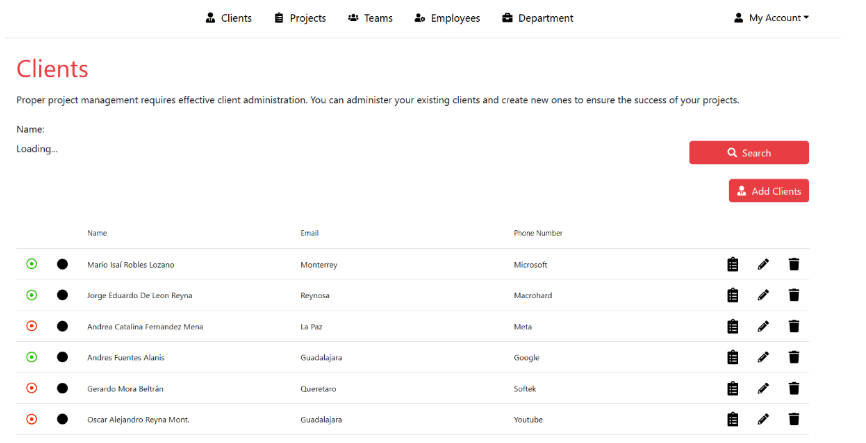 Clients Projects Teams Employees Department My Account
Clients
Proper project management requires effective client administration. You can administer your existing clients and create new ones to ensure the success of your projects.
Name:
Loading...
Search
Add Clients
Name Email Phone Number
Mario Isaí Robles Lozano Monterrey Microsoft
Jorge Eduardo De Leon Reyna Reynosa Macrohard
Andrea Catalina Fernandez Mena La Paz Meta
Andres Fuentes Alanis Guadalajara Google
Gerardo Mora Beltrán Queretaro Softek
Oscar Alejandro Reyna Mont. Guadalajara Youtube